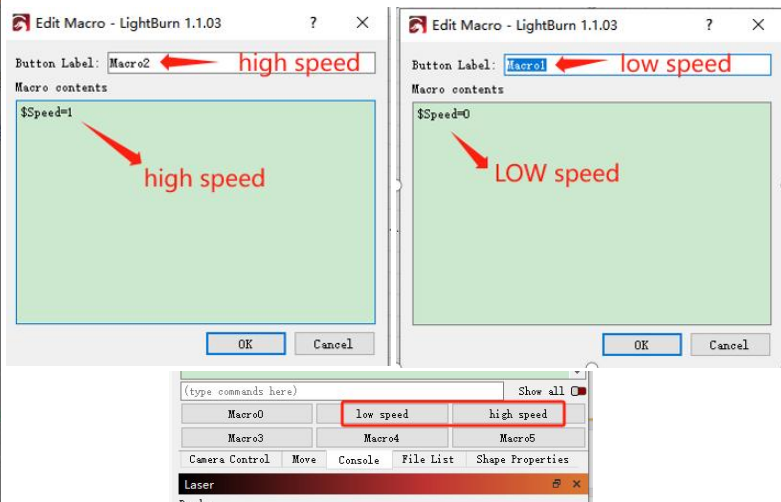 Edit Macro - LightBurn 1.1.03 ? ×
Button Label: Macro2 high speed
Macro contents
$Speed=1
high speed
OK Cancel
Edit Macro - LightBurn 1.1.03 ? ×
Button Label: Macro1 low speed
Macro contents
$Speed=0
LOW speed
OK Cancel
(type commands here) Show all
Macro0 low speed high speed
Macro3 Macro4 Macro5
Camera Control Move Console File List Shape Properties
Laser